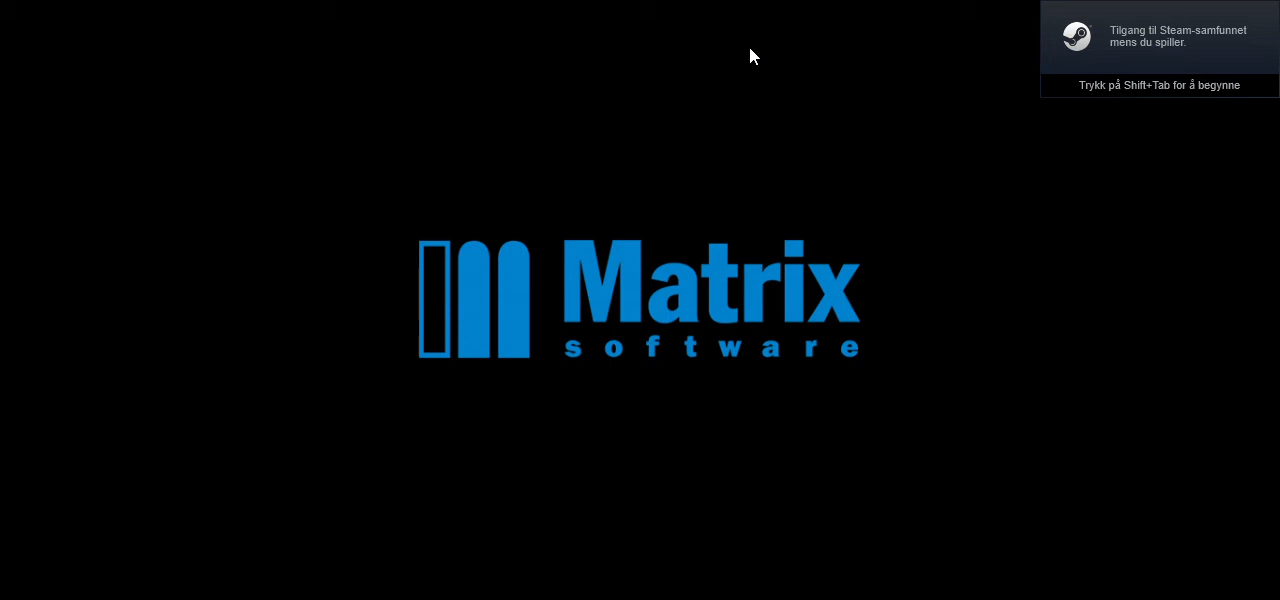 Tilgang til Steam-samfunnet
mens du spiller.
Trykk på Shift+Tab for å begynne
Matrix
software